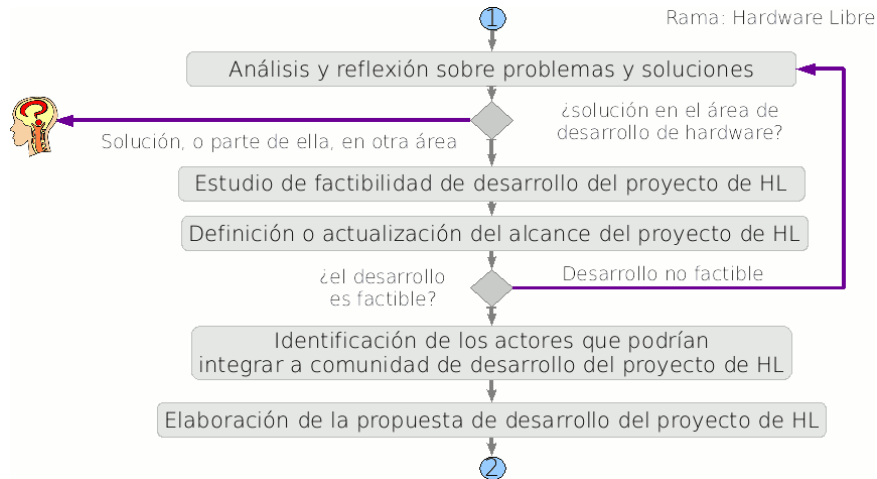 1
Rama: Hardware Libre
Análisis y reflexión sobre problemas y soluciones
¿solución en el área de
desarrollo de hardware?
?
Solución, o parte de ella, en otra área
Estudio de factibilidad de desarrollo del proyecto de HL
Definición o actualización del alcance del proyecto de HL
¿el desarrollo
es factible?
Desarrollo no factible
Identificación de los actores que podrían
integrar a comunidad de desarrollo del proyecto de HL
Elaboración de la propuesta de desarrollo del proyecto de HL
2